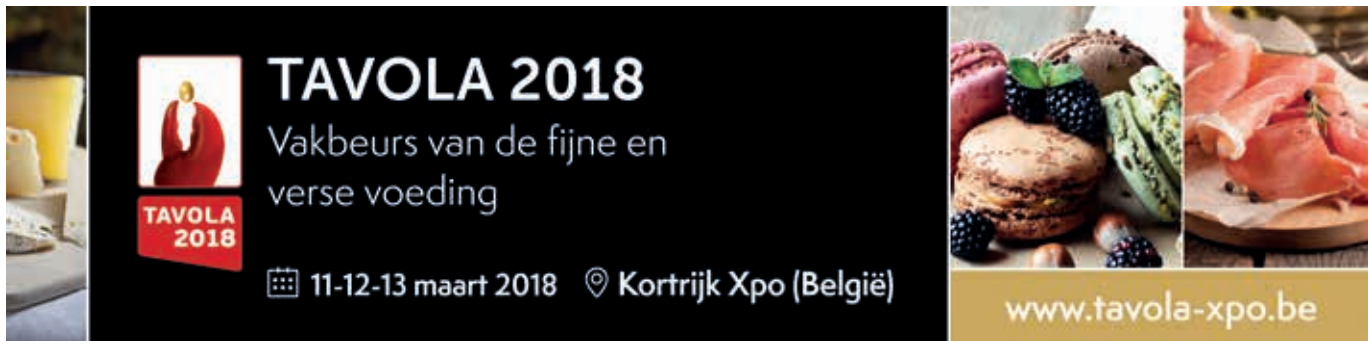 TAVOLA 2018
Vakbeurs van de fijne en
verse voeding
TAVOLA
2018
11-12-13 maart 2018 Kortrijk Xpo (België)
www.tavola-xpo.be